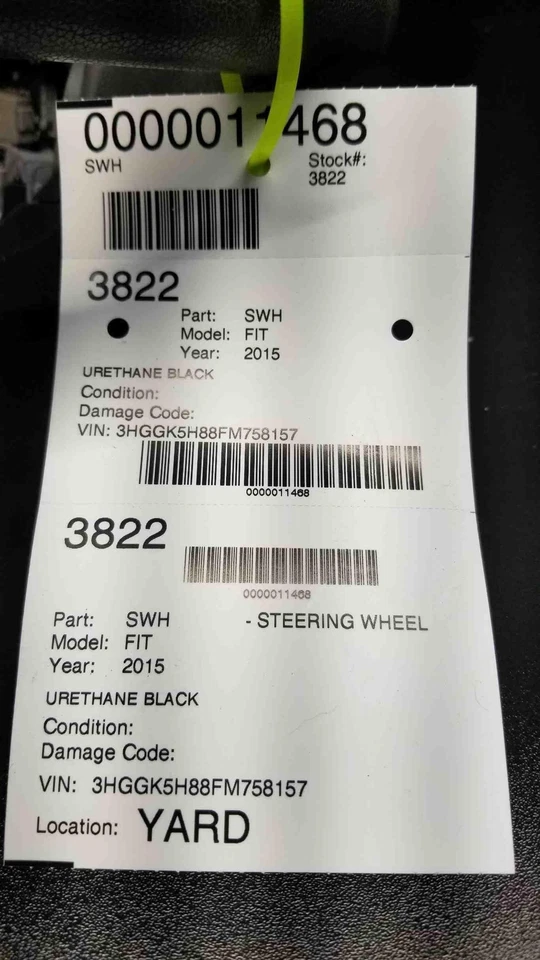 0000011468
SWH
Stock#:
3822
3822
Part: SWH
Model: FIT
Year: 2015
URETHANE BLACK
Condition:
Damage Code:
VIN: 3HGGK5H88FM758157
0000011468
3822
0000011468
Part: SWH - STEERING WHEEL
Model: FIT
Year: 2015
URETHANE BLACK
Condition:
Damage Code:
VIN: 3HGGK5H88FM758157
Location: YARD